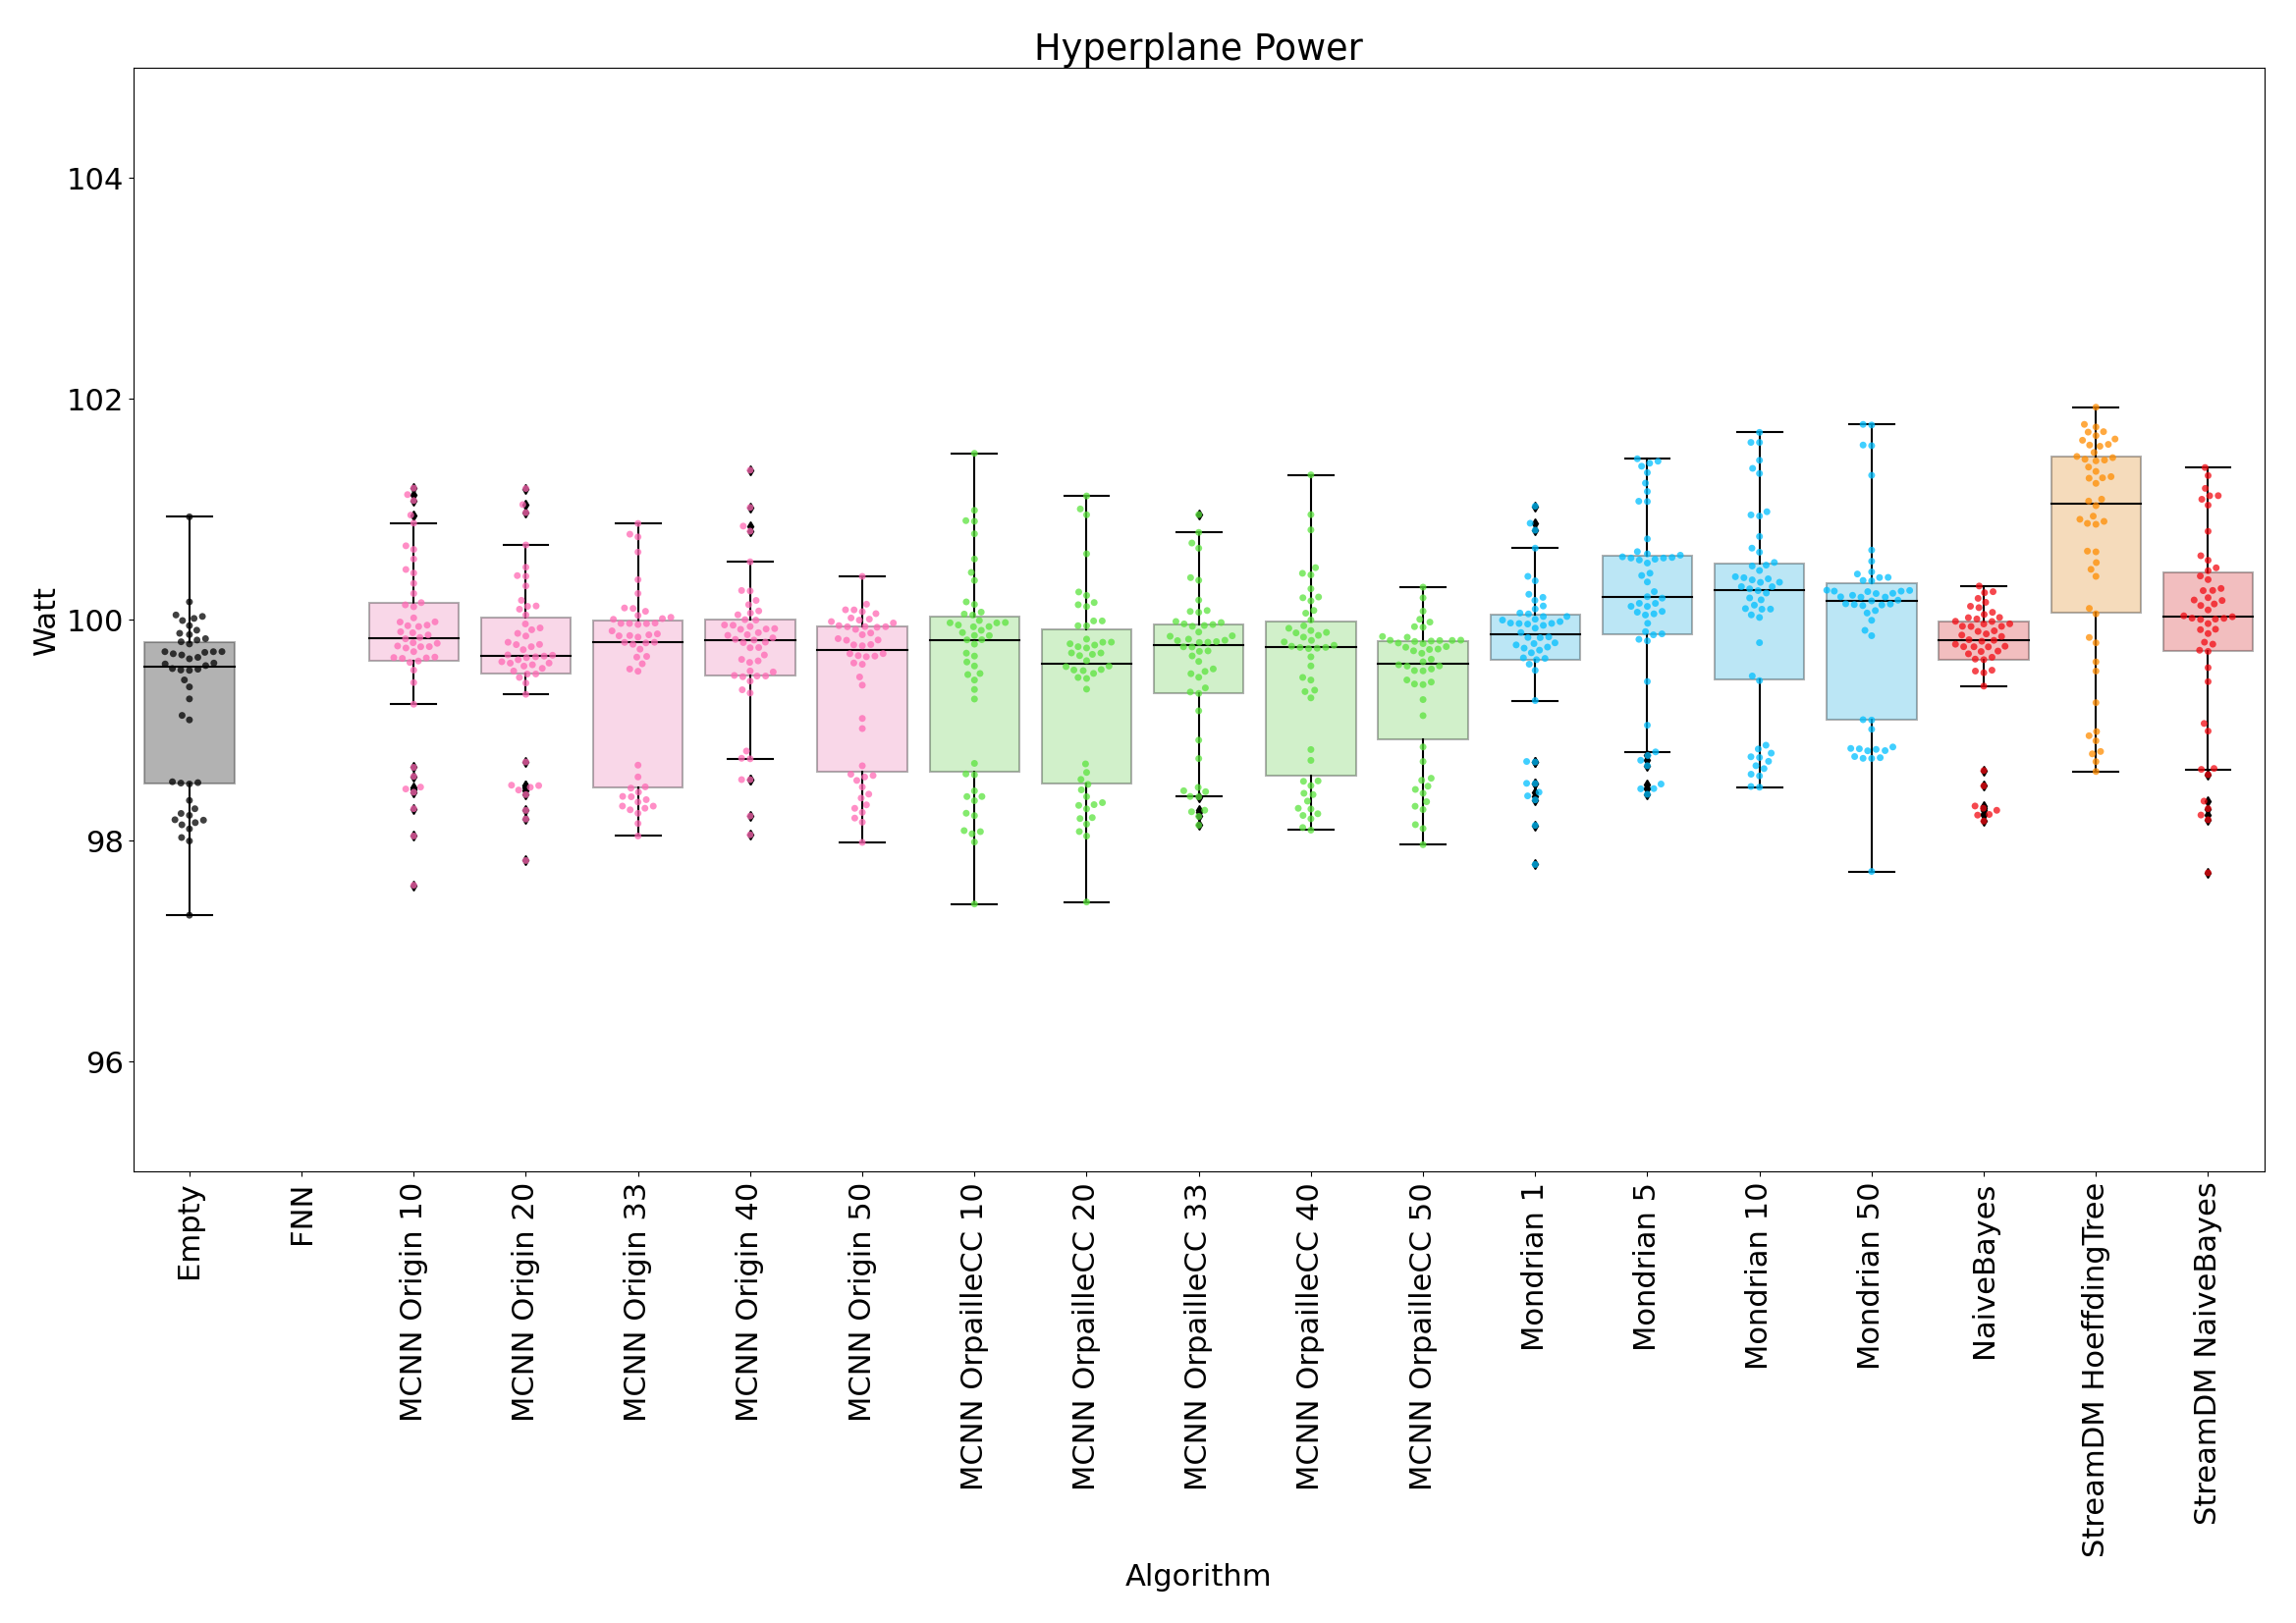 Hyperplane Power
104
102
100
98
96
Watt
Empty
FNN
MCNN Origin 10
MCNN Origin 20
MCNN Origin 33
MCNN Origin 40
MCNN Origin 50
MCNN OrpailleCC 10
MCNN OrpailleCC 20
MCNN OrpailleCC 33
MCNN OrpailleCC 40
MCNN OrpailleCC 50
Mondrian 1
Mondrian 5
Mondrian 10
Mondrian 50
NaiveBayes
StreamDM HoeffdingTree
StreamDM NaiveBayes
Algorithm